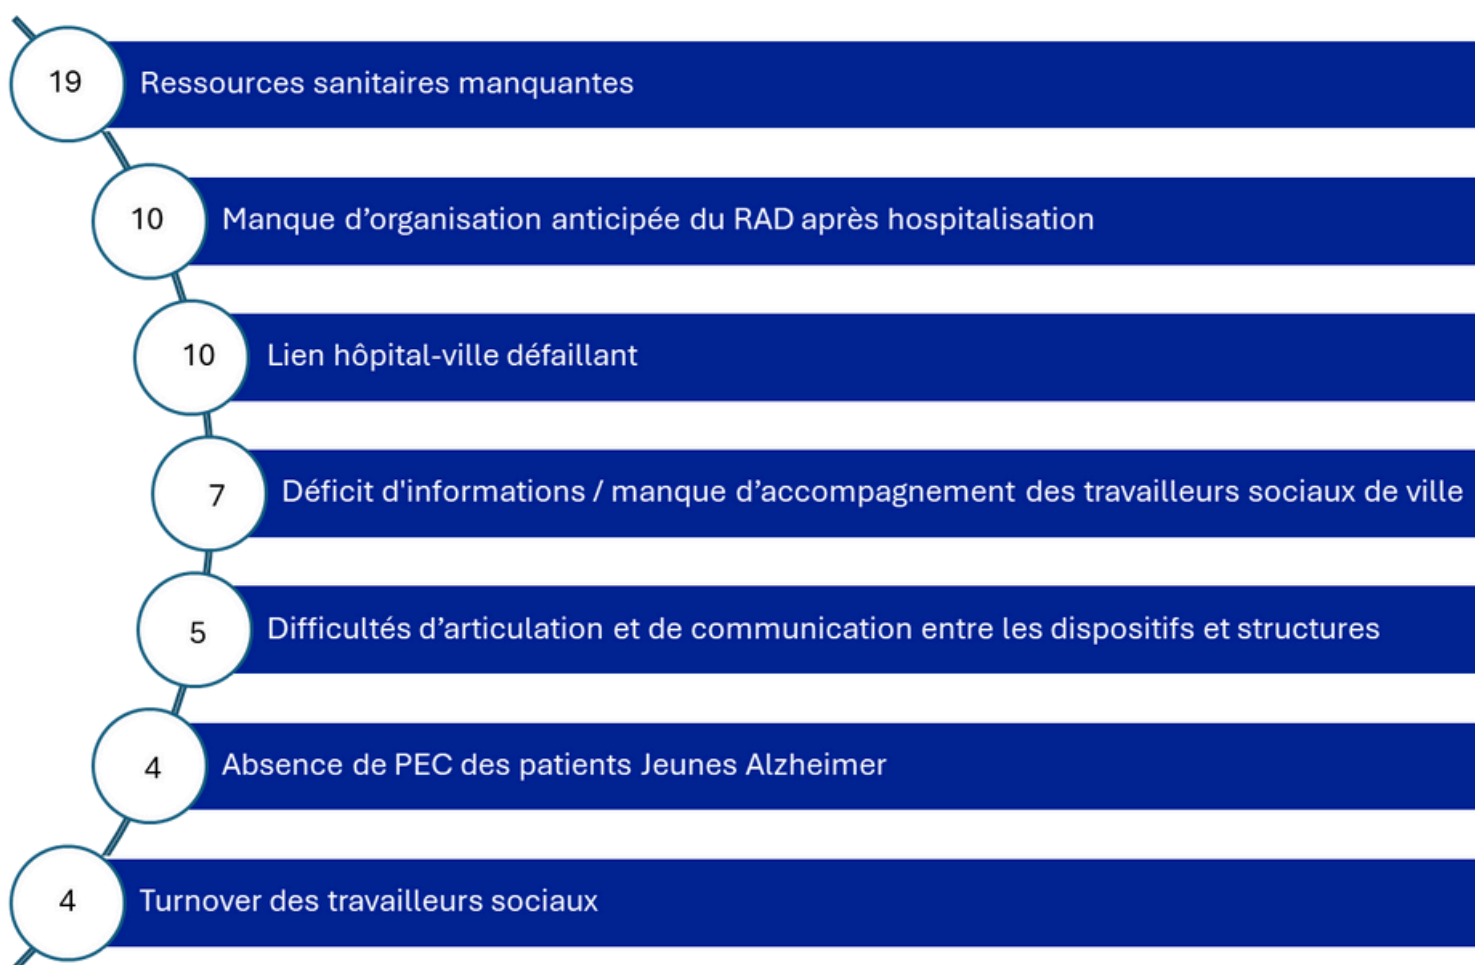 19 Ressources sanitaires manquantes
10 Manque d’organisation anticipée du RAD après hospitalisation
10 Lien hôpital-ville défaillant
7 Déficit d'informations / manque d’accompagnement des travailleurs sociaux de ville
5 Difficultés d’articulation et de communication entre les dispositifs et structures
4 Absence de PEC des patients Jeunes Alzheimer
4 Turnover des travailleurs sociaux